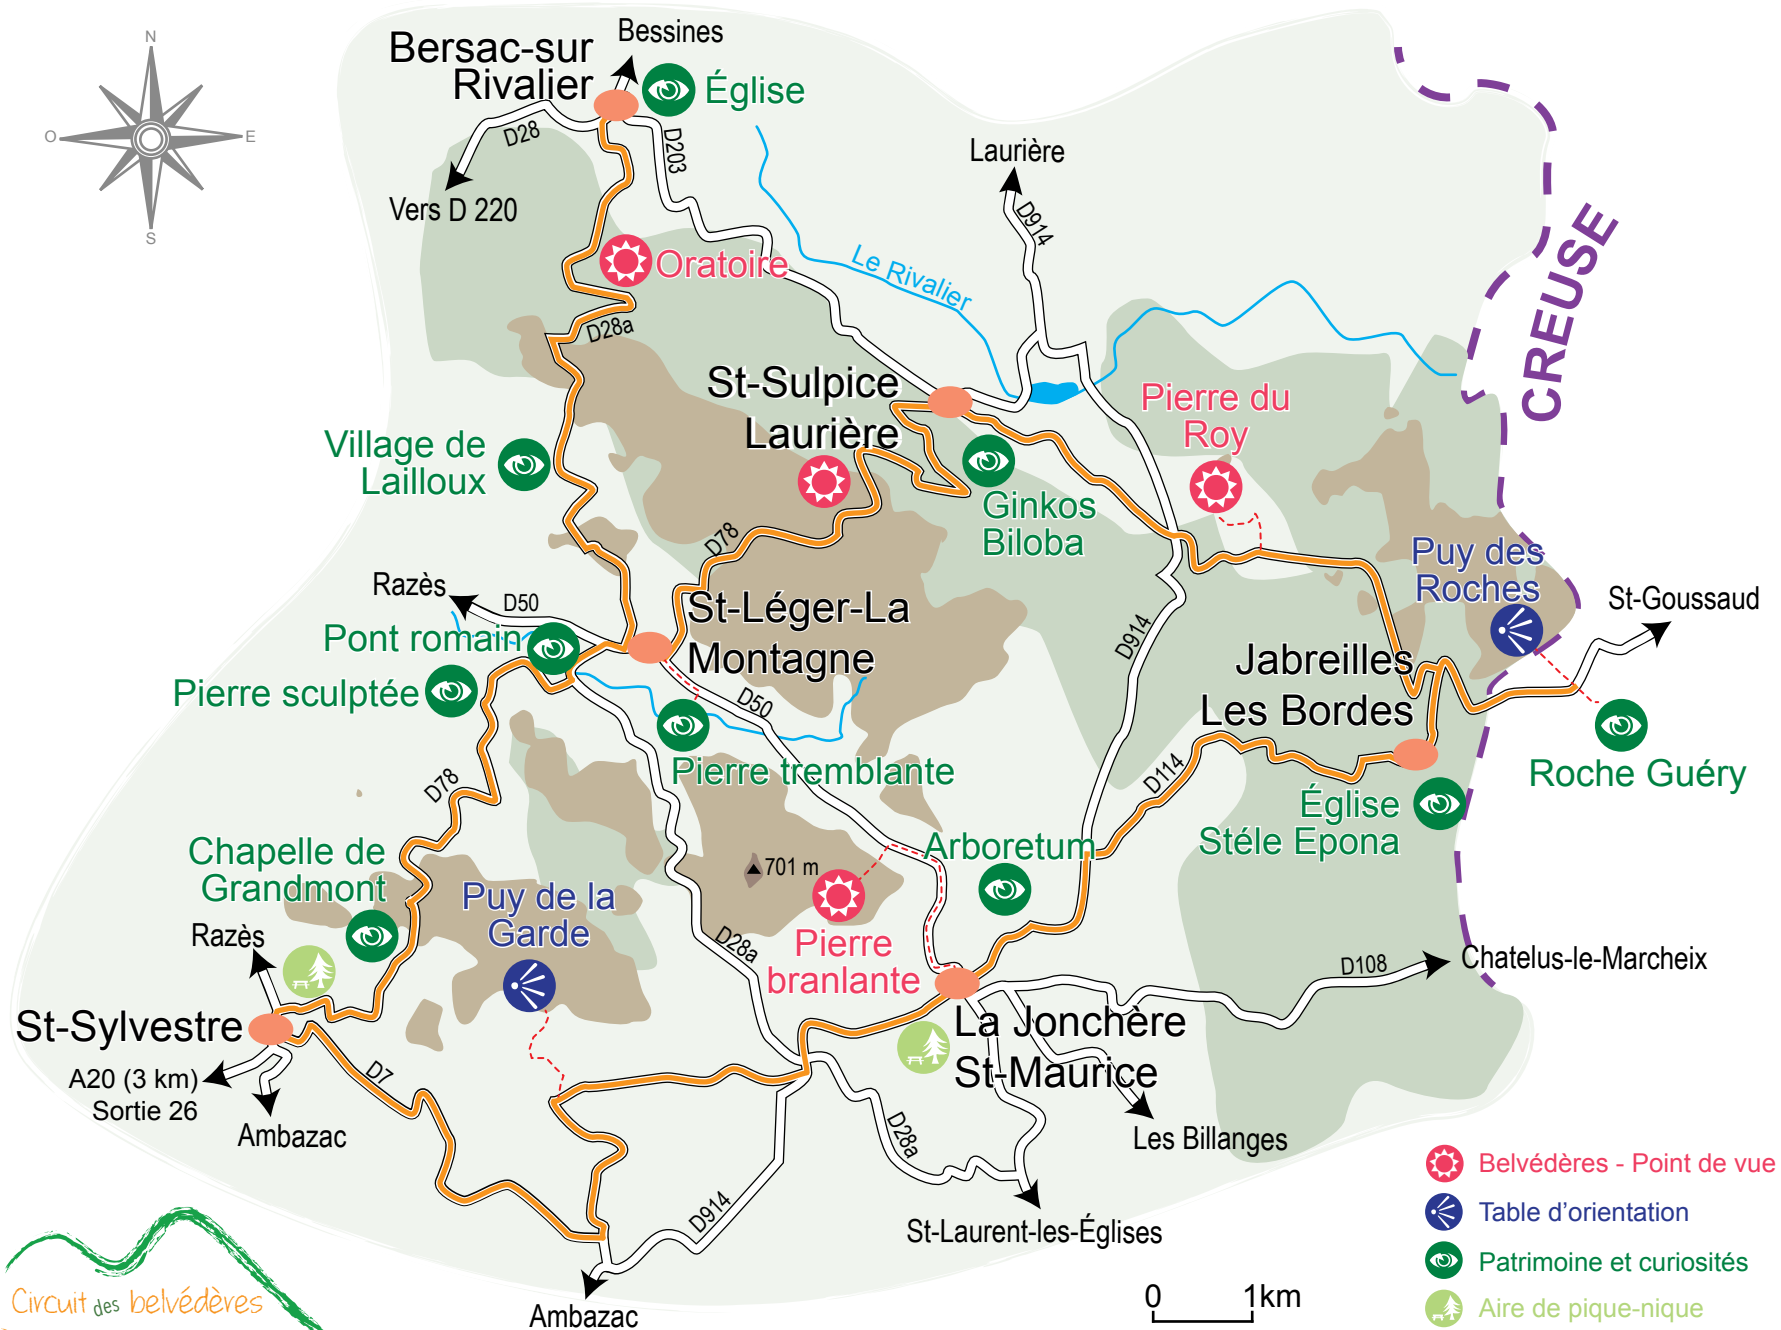 N
O
E
S
Bersac-sur
Rivalier
Bessines
Église
D28
D203
Vers D 220
Laurière
D914
Oratoire
Le Rivalier
D28a
CREUSE
St-Sulpice
Laurière
Pierre du
Roy
Village de
Lailloux
Ginkos
Biloba
D78
Puy des
Roches
Razès
D50
St-Goussaud
St-Léger-La
Montagne
Pont romain
D914
Jabreilles
Les Bordes
Pierre sculptée
D50
Pierre tremblante
D114
Roche Guéry
D78
Église
Stéle Epona
Chapelle de
Grandmont
Arboretum
701 m
Puy de la
Garde
Razès
D28a
Pierre
branlante
D108
Chatelus-le-Marcheix
St-Sylvestre
La Jonchère
St-Maurice
A20 (3 km)
Sortie 26
D7
Ambazac
D28a
Les Billanges
D914
St-Laurent-les-Églises
Ambazac
Circuit des belvédères
0 1km
Belvédères - Point de vue
Table d'orientation
Patrimoine et curiosités
Aire de pique-nique